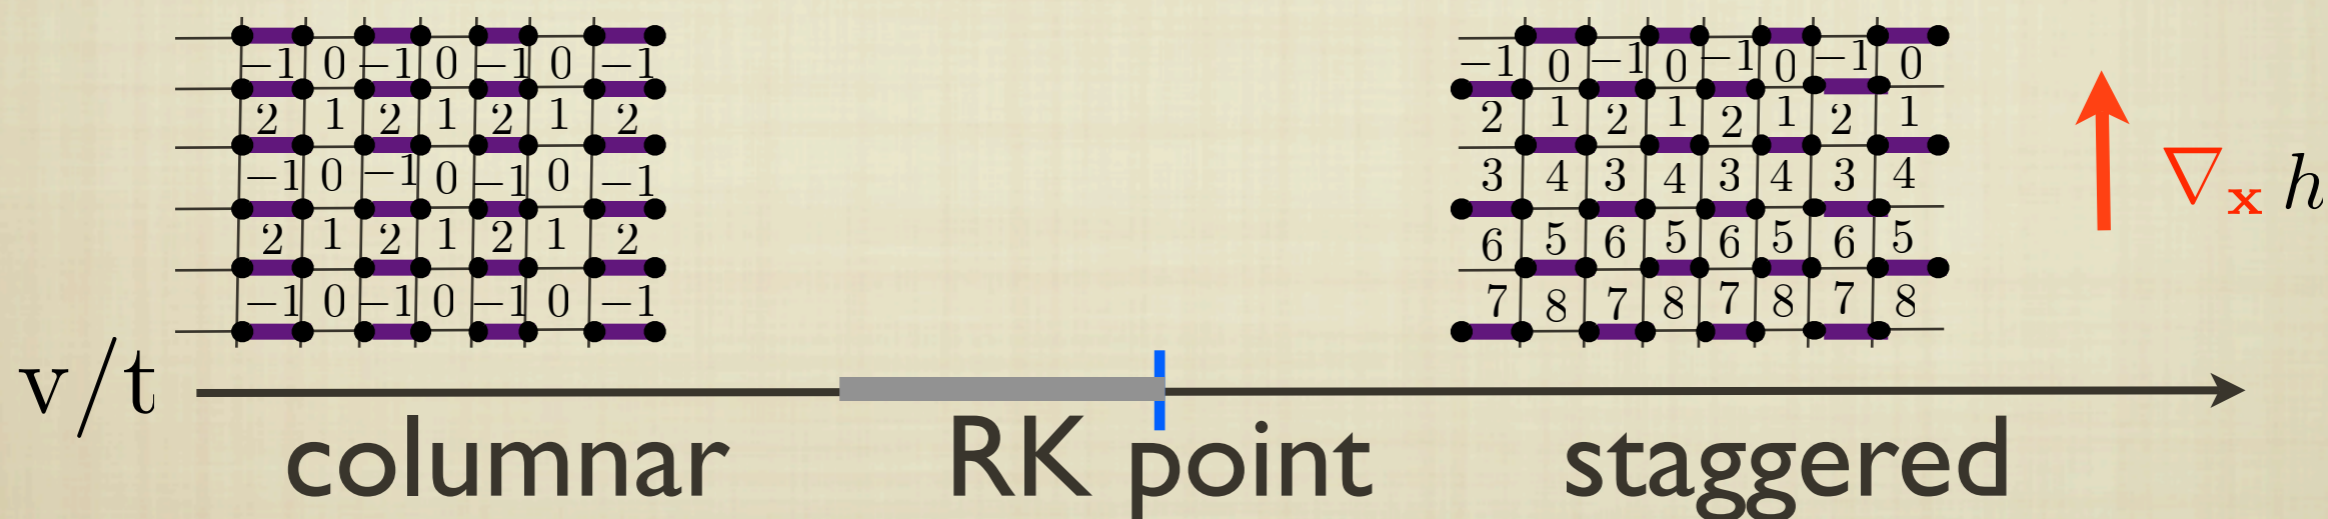 −1 0 −1 0 −1 0 −1
2 1 2 1 2 1 2
−1 0 −1 0 −1 0 −1
2 1 2 1 2 1 2
−1 0 −1 0 −1 0 −1
−1 0 −1 0 −1 0 −1 0
2 1 2 1 2 1 2 1
3 4 3 4 3 4 3 4
6 5 6 5 6 5 6 5
7 8 7 8 7 8 7 8
∇x h
v/t
columnar RK point staggered